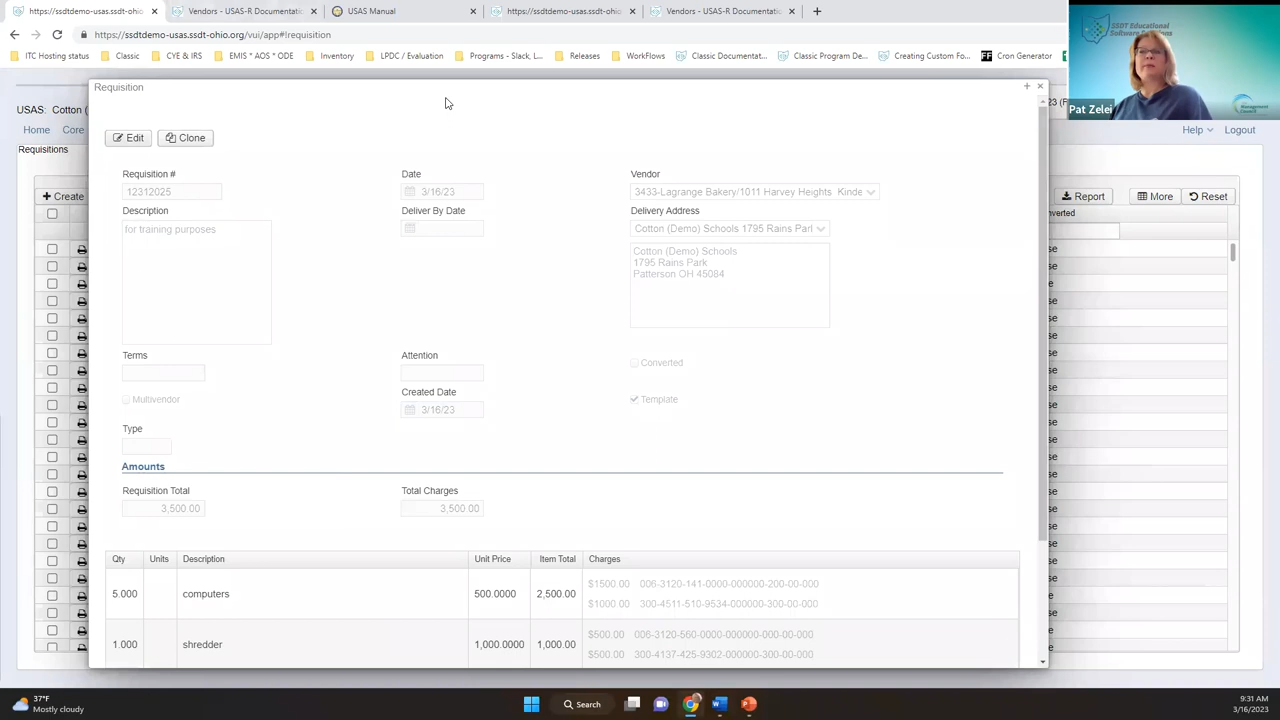 https://ssdtdemo-usas.ssdt-ohio.org
Vendors - USAS-R Documentatio
USAS Manual
https://ssdtdemo-usas.ssdt-ohio.org
Vendors - USAS-R Documentatio
https://ssdtdemo-usas.ssdt-ohio.org/vui/app#!requisition
ITC Hosting status
Classic
CYE & IRS
EMIS * AOS * ODE
Inventory
LPDC / Evaluation
Programs - Slack, L...
Releases
WorkFlows
Classic Documentat...
Classic Program De...
Creating Custom Fo...
Cron Generator
SSDT Educational
Software Solutions
Management
Council
Pat Zelei
USAS: Cotton (
Home
Core
Help
Logout
Requisitions
Create
Report
More
Reset
Requisition
Edit
Clone
Requisition #
12312025
Date
3/16/23
Vendor
3433-Lagrange Bakery/1011 Harvey Heights Kinde
Description
for training purposes
Deliver By Date
Delivery Address
Cotton (Demo) Schools 1795 Rains Parl
Cotton (Demo) Schools
1795 Rains Park
Patterson OH 45084
Terms
Attention
Converted
Created Date
3/16/23
Multivendor
Template
Type
Amounts
Requisition Total
3,500.00
Total Charges
3,500.00
Qty Units Description Unit Price Item Total Charges
5.000 computers 500.0000 2,500.00
$1500.00 006-3120-141-0000-000000-200-00-000
$1000.00 300-4511-510-9534-000000-300-00-000
1.000 shredder 1,000.0000 1,000.00
$500.00 006-3120-560-0000-000000-000-00-000
$500.00 300-4137-425-9302-000000-300-00-000
37°F
Mostly cloudy
Search
9:31 AM
3/16/2023